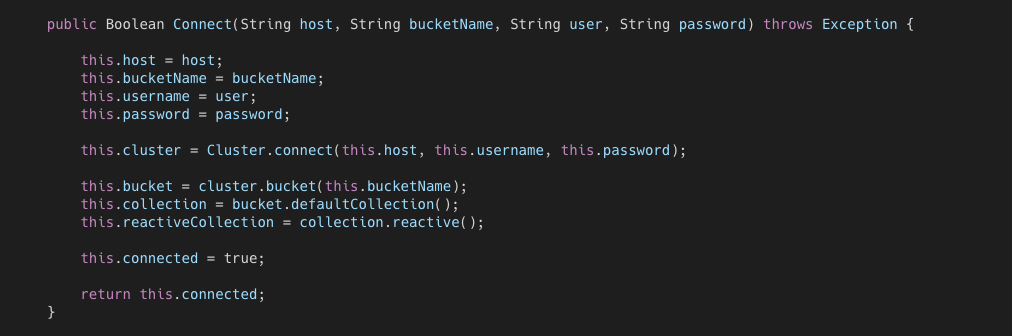 public Boolean Connect(String host, String bucketName, String user, String password) throws Exception {
this.host = host;
this.bucketName = bucketName;
this.username = user;
this.password = password;
this.cluster = Cluster.connect(this.host, this.username, this.password);
this.bucket = cluster.bucket(this.bucketName);
this.collection = bucket.defaultCollection();
this.reactiveCollection = collection.reactive();
this.connected = true;
return this.connected;
}